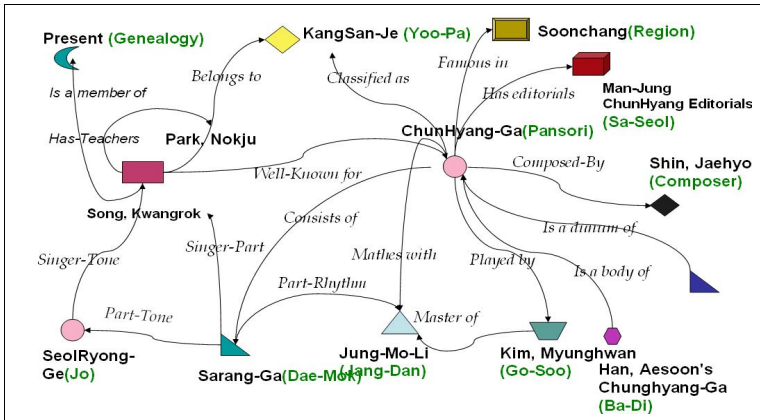 Present (Genealogy)
KangSan-Je (Yoo-Pa)
Soonchang(Region)
Belongs to
Classified as
Famous in
Is a member of
Has editorials
Man-Jung
ChunHyang Editorials
(Sa-Seol)
Has-Teachers
Park, Nokju
ChunHyang-Ga(Pansori)
Composed-By
Shin, Jaehyo
(Composer)
Well-Known for
Song, Kwangrok
Consists of
Singer-Part
Is a dianum of
Singer-Tone
Mathes with
Played by
Is a body of
Part-Rhythm
Part-Tone
Master of
SeolRyong-
Ge(Jo)
Sarang-Ga(Dae-Mok)
Jung-Mo-Li
(Jang-Dan)
Kim, Myunghwan
(Go-Soo)
Han, Aesoon's
Chunghyang-Ga
(Ba-Di)